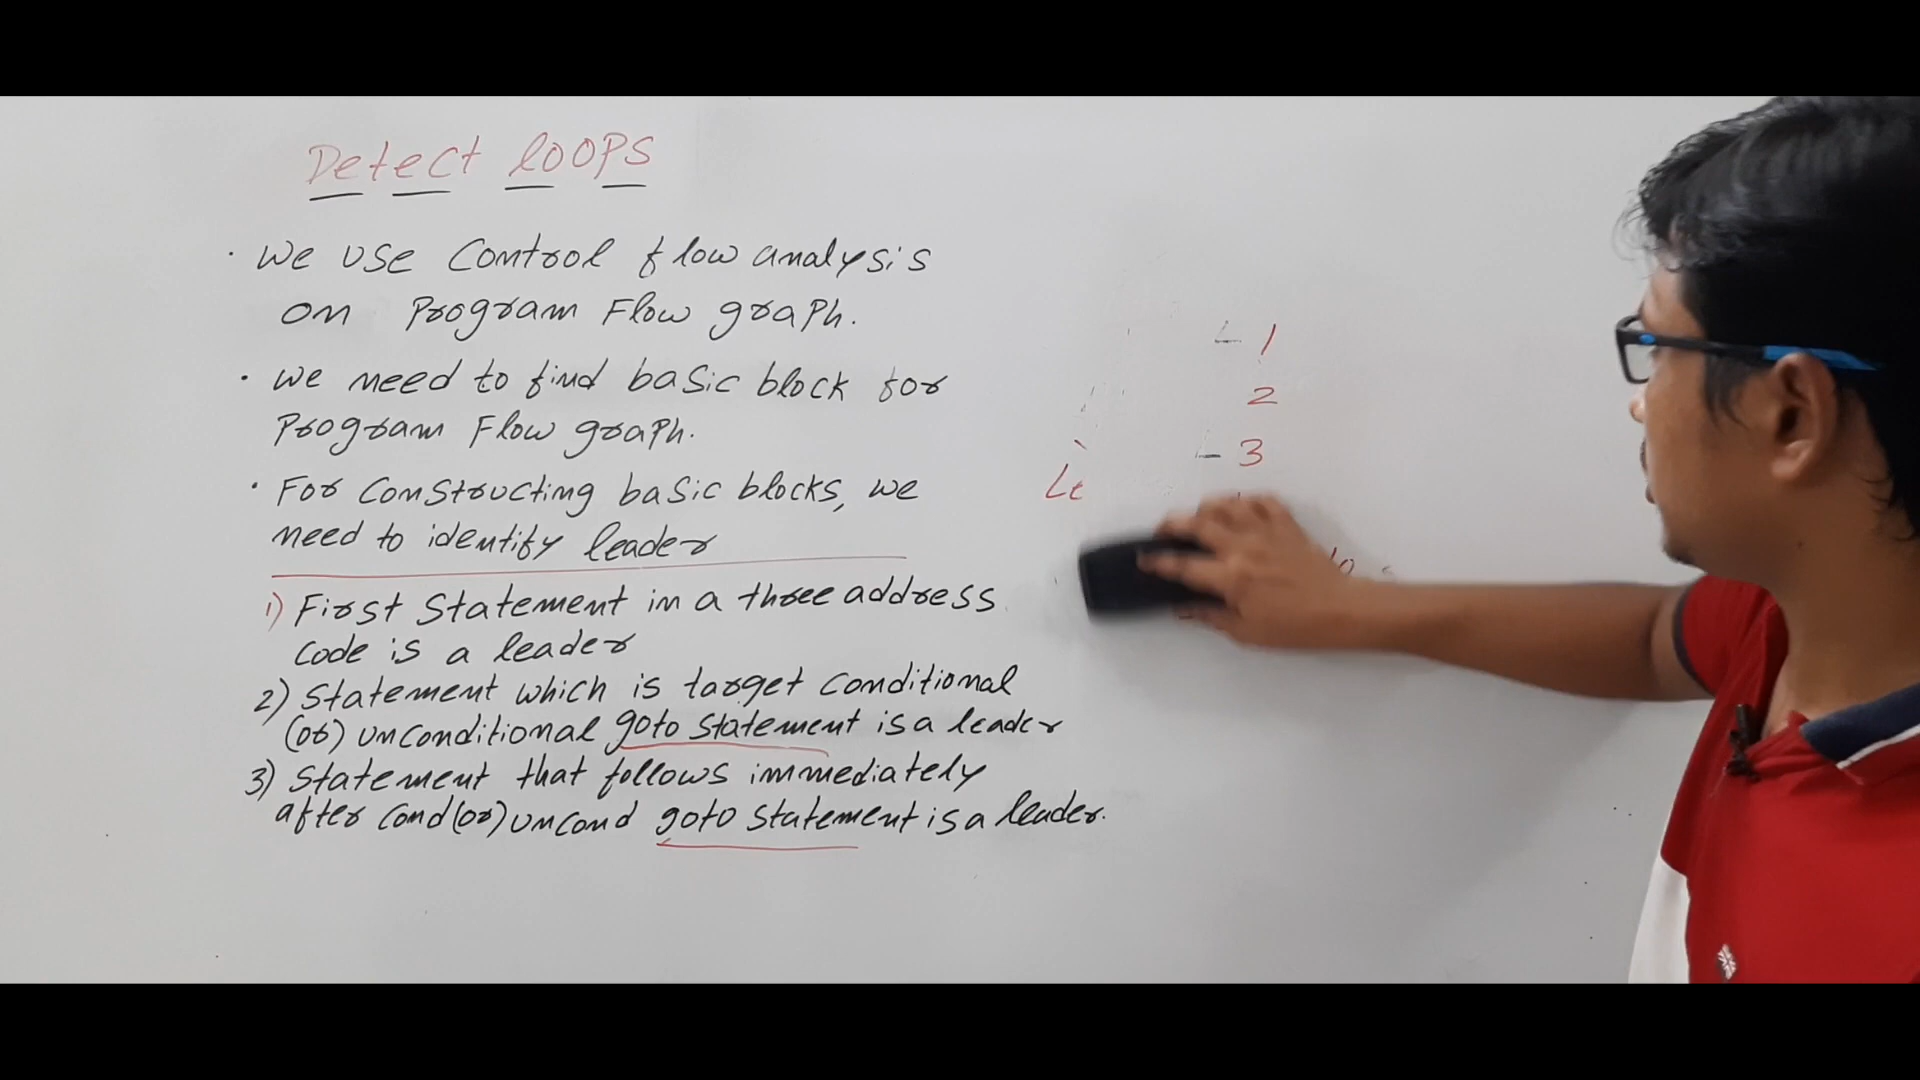 Detect loops
· We use control flow analysis
on Program Flow graph.
· we need to find basic block for
Program Flow graph.
· For constructing basic blocks, we
need to identify leader
1) First statement in a three address
code is a leader
2) statement which is target conditional
(or) unconditional goto statement is a leader
3) statement that follows immediately
after cond (or) uncond goto statement is a leader.
- 1
2
- 3